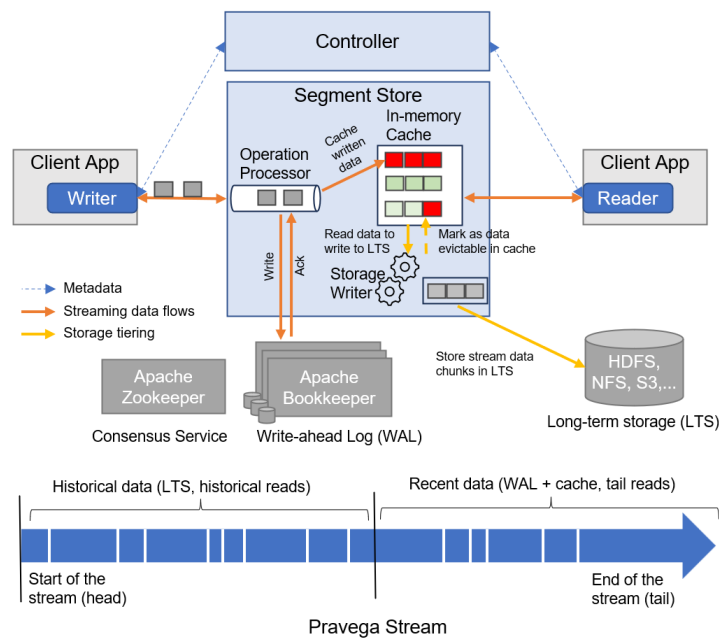 Controller
Segment Store
In-memory
Cache
Cache
written
data
Operation
Processor
Client App
Writer
Client App
Reader
Read data to
write to LTS
Mark as data
evictable in cache
Write
Ack
Storage
Writer
Metadata
Streaming data flows
Storage tiering
Store stream data
chunks in LTS
HDFS,
NFS, S3,...
Long-term storage (LTS)
Apache
Zookeeper
Consensus Service
Apache
Bookkeeper
Write-ahead Log (WAL)
Historical data (LTS, historical reads)
Recent data (WAL + cache, tail reads)
Start of the
stream (head)
End of the
stream (tail)
Pravega Stream